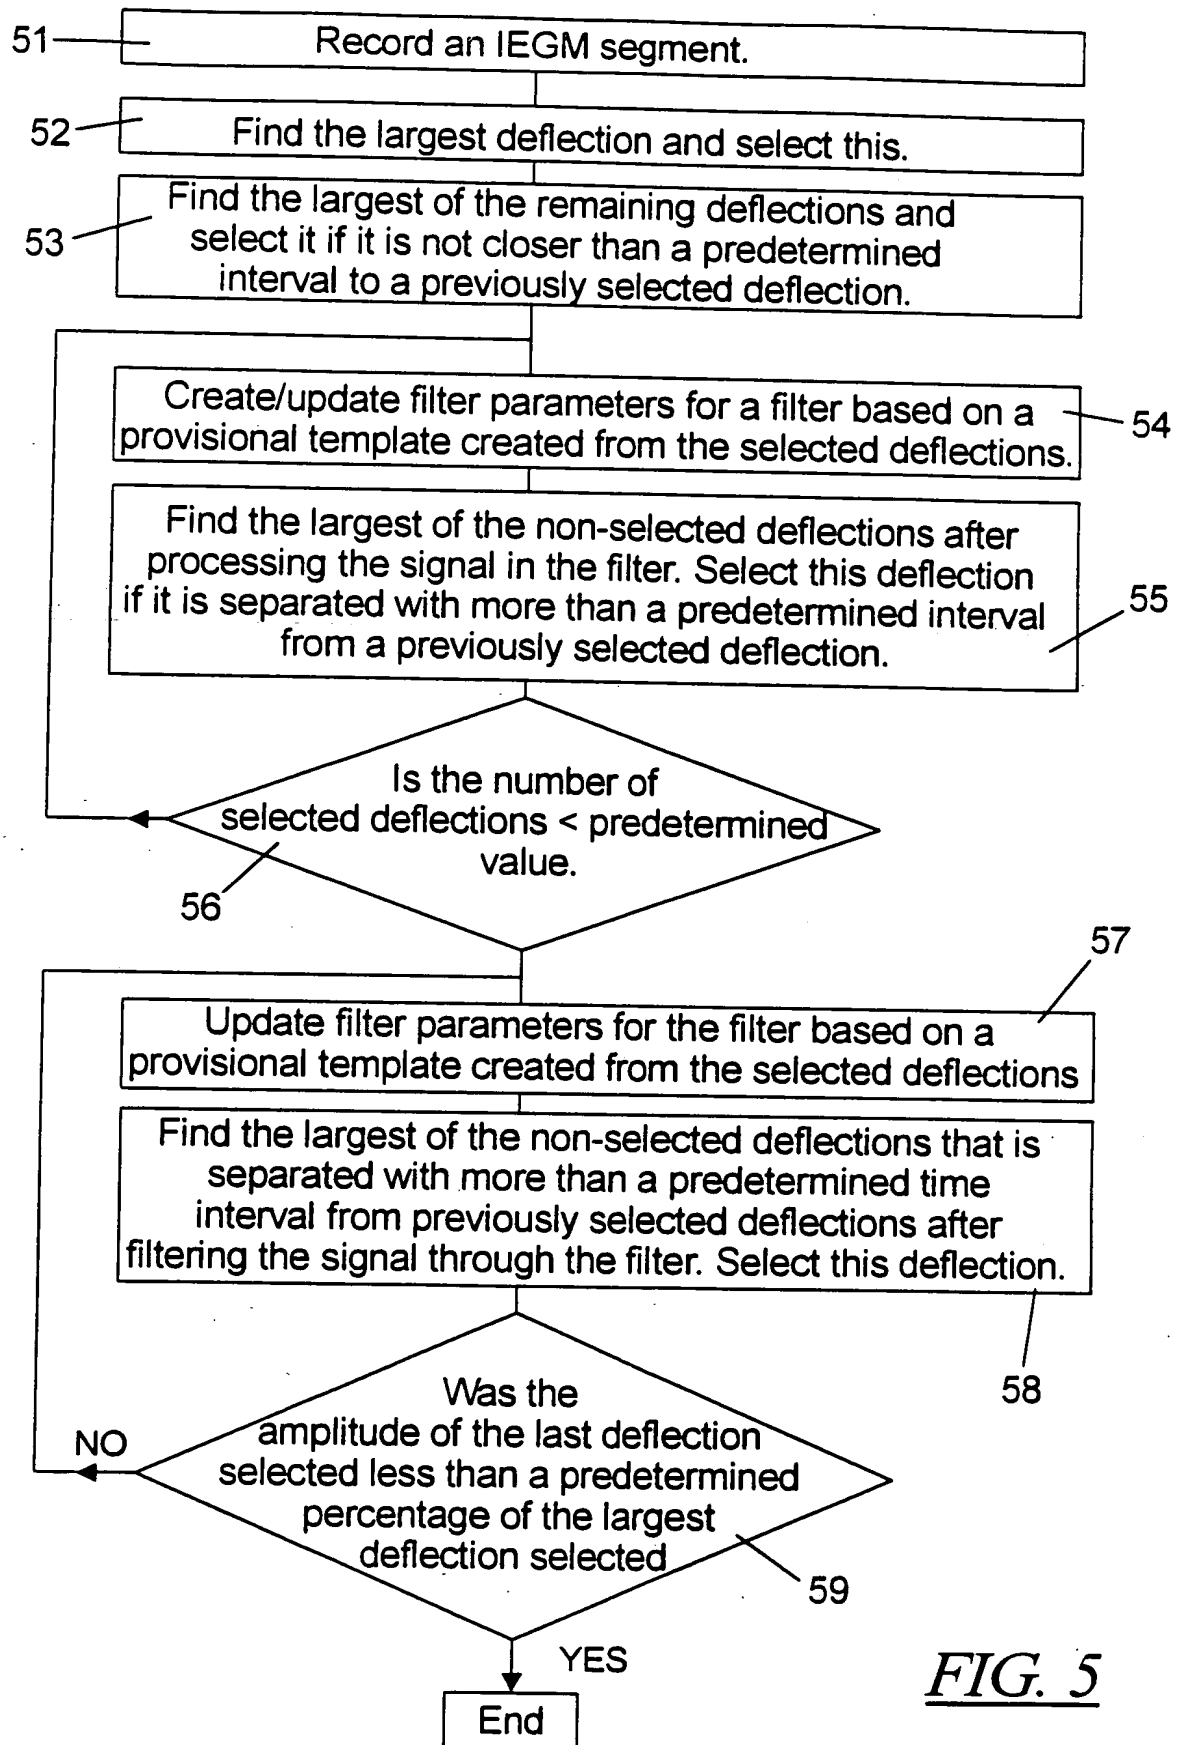 51
Record an IEGM segment.
52
Find the largest deflection and select this.
53
Find the largest of the remaining deflections and
select it if it is not closer than a predetermined
interval to a previously selected deflection.
Create/update filter parameters for a filter based on a
provisional template created from the selected deflections.
54
Find the largest of the non-selected deflections after
processing the signal in the filter. Select this deflection
if it is separated with more than a predetermined interval
from a previously selected deflection.
55
Is the number of
selected deflections < predetermined
value.
56
57
Update filter parameters for the filter based on a
provisional template created from the selected deflections
Find the largest of the non-selected deflections that is
separated with more than a predetermined time
interval from previously selected deflections after
filtering the signal through the filter. Select this deflection.
58
Was the
amplitude of the last deflection
selected less than a predetermined
percentage of the largest
deflection selected
NO
59
YES
End
FIG. 5